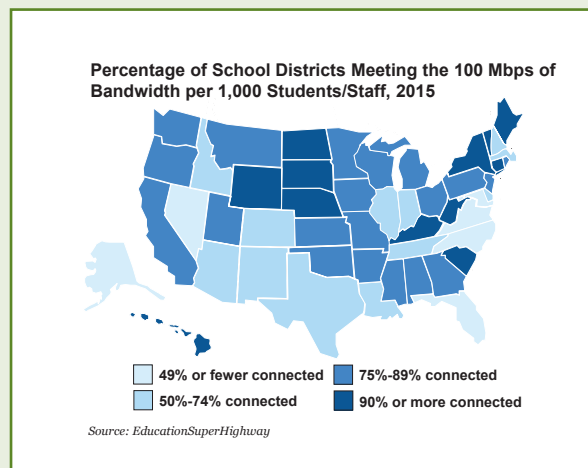 Percentage of School Districts Meeting the 100 Mbps of
Bandwidth per 1,000 Students/Staff, 2015
49% or fewer connected
75%-89% connected
50%-74% connected
90% or more connected
Source: EducationSuperHighway